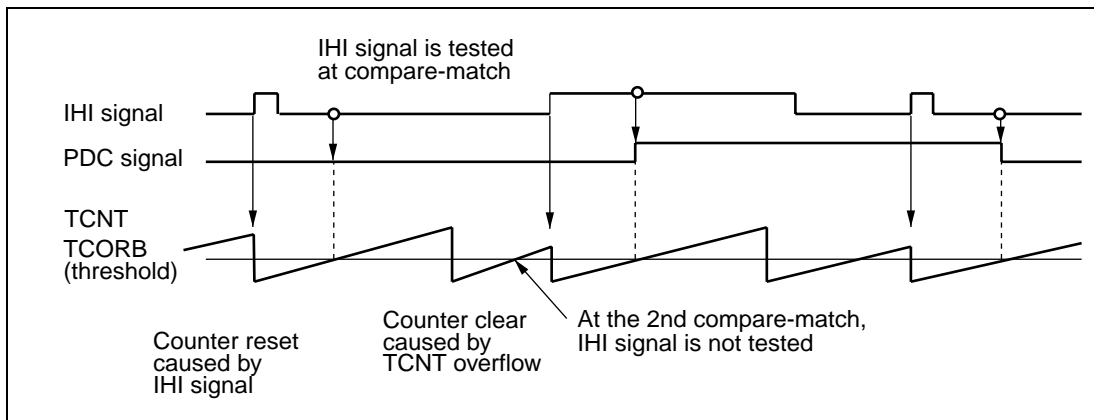 IHI signal is tested
at compare-match
IHI signal
PDC signal
TCNT
TCORB
(threshold)
Counter reset
caused by
IHI signal
Counter clear
caused by
TCNT overflow
At the 2nd compare-match,
IHI signal is not tested